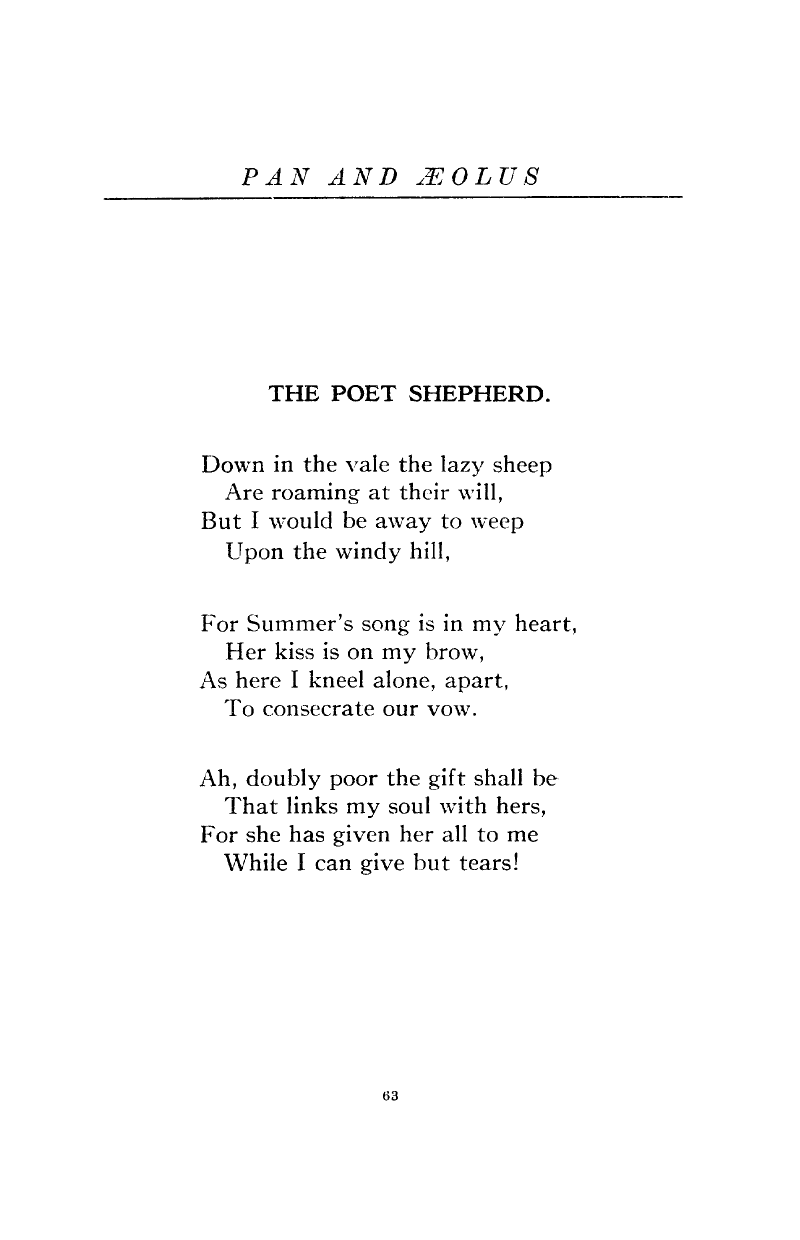 PAN AND ÆOLUS
THE POET SHEPHERD.
Down in the vale the lazy sheep
Are roaming at their will,
But I would be away to weep
Upon the windy hill,
For Summer's song is in my heart,
Her kiss is on my brow,
As here I kneel alone, apart,
To consecrate our vow.
Ah, doubly poor the gift shall be
That links my soul with hers,
For she has given her all to me
While I can give but tears!
63